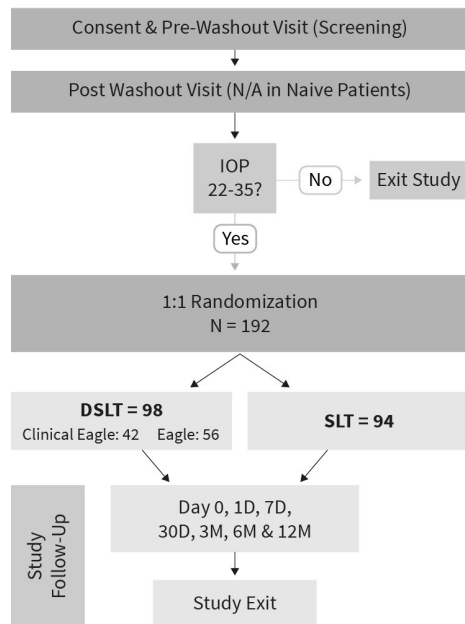 Consent & Pre-Washout Visit (Screening)
Post Washout Visit (N/A in Naive Patients)
IOP
22-35?
No
Exit Study
Yes
1:1 Randomization
N = 192
DSLT = 98
Clinical Eagle: 42 Eagle: 56
SLT = 94
Study
Follow-Up
Day 0, 1D, 7D,
30D, 3M, 6M & 12M
Study Exit